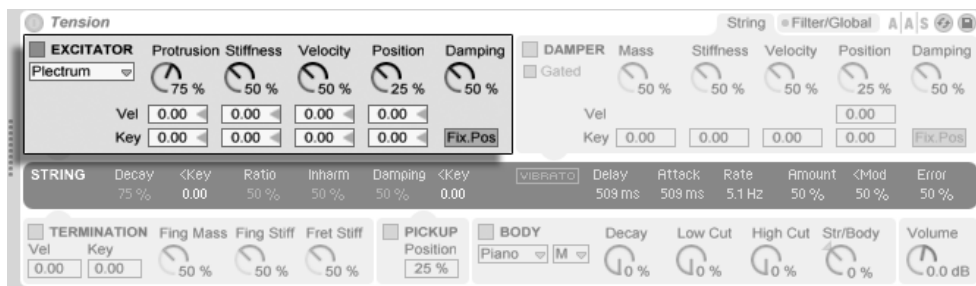 Tension String Filter/Global A A S
EXCITATOR Protrusion Stiffness Velocity Position Damping
Plectrum 75 % 50 % 50 % 25 % 50 %
Vel 0.00 0.00 0.00 0.00
Key 0.00 0.00 0.00 0.00 Fix.Pos
DAMPER Mass Stiffness Velocity Position Damping
Gated 50 % 50 % 50 % 25 % 50 %
Vel 0.00
Key 0.00 0.00 0.00 0.00 Fix.Pos
STRING Decay <Key Ratio Inharm Damping <Key VIBRATO Delay Attack Rate Amount <Mod Error
75 % 0.00 50 % 50 % 50 % 0.00 509 ms 509 ms 5.1 Hz 50 % 50 % 50 %
TERMINATION Fing Mass Fing Stiff Fret Stiff
Vel Key
0.00 0.00 50 % 50 % 50 %
PICKUP
Position
25 %
BODY Decay Low Cut High Cut Str/Body Volume
Piano M 0 % 0 % 0 % 0 % 0.0 dB